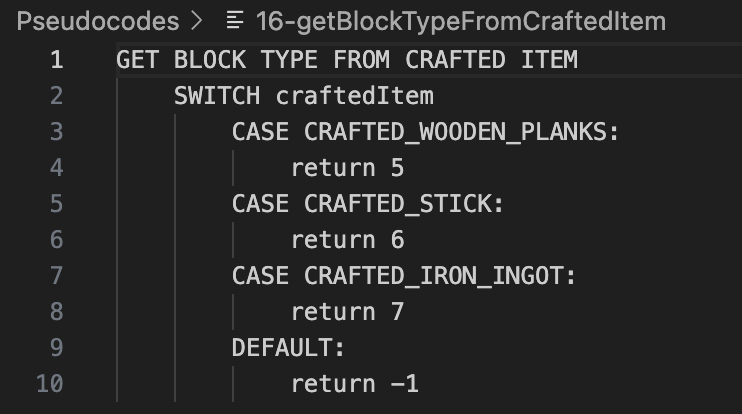 Pseudocodes > 16-getBlockTypeFromCraftedItem
1 GET BLOCK TYPE FROM CRAFTED ITEM
2 SWITCH craftedItem
3 CASE CRAFTED_WOODEN_PLANKS:
4 return 5
5 CASE CRAFTED_STICK:
6 return 6
7 CASE CRAFTED_IRON_INGOT:
8 return 7
9 DEFAULT:
10 return -1